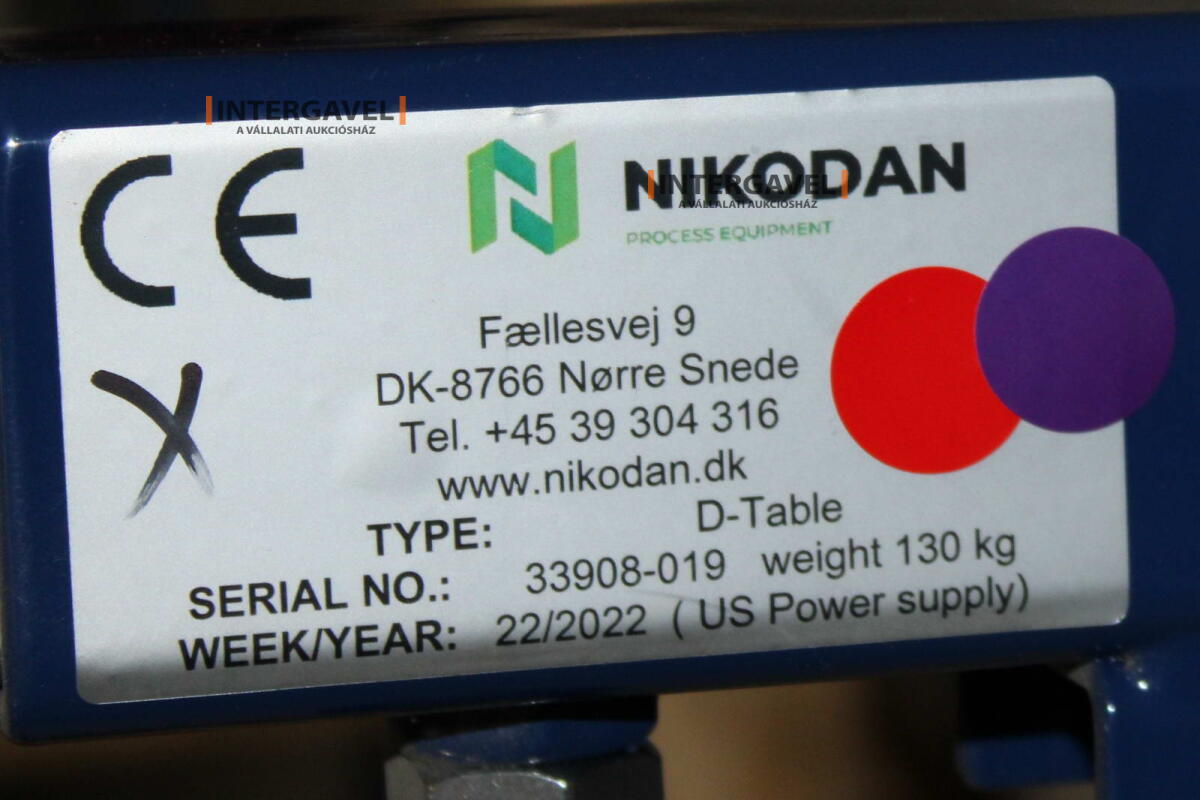 INTERGAVEL
A VÁLLALATI AUKCIÓSHÁZ
CE
NIKODAN
INTERGAVEL
A VÁLLALATI AUKCIÓSHÁZ
PROCESS EQUIPMENT
Fællesvej 9
DK-8766 Nørre Snede
Tel. +45 39 304 316
www.nikodan.dk
X
TYPE: D-Table
SERIAL NO.: 33908-019 weight 130 kg
WEEK/YEAR: 22/2022 ( US Power supply)